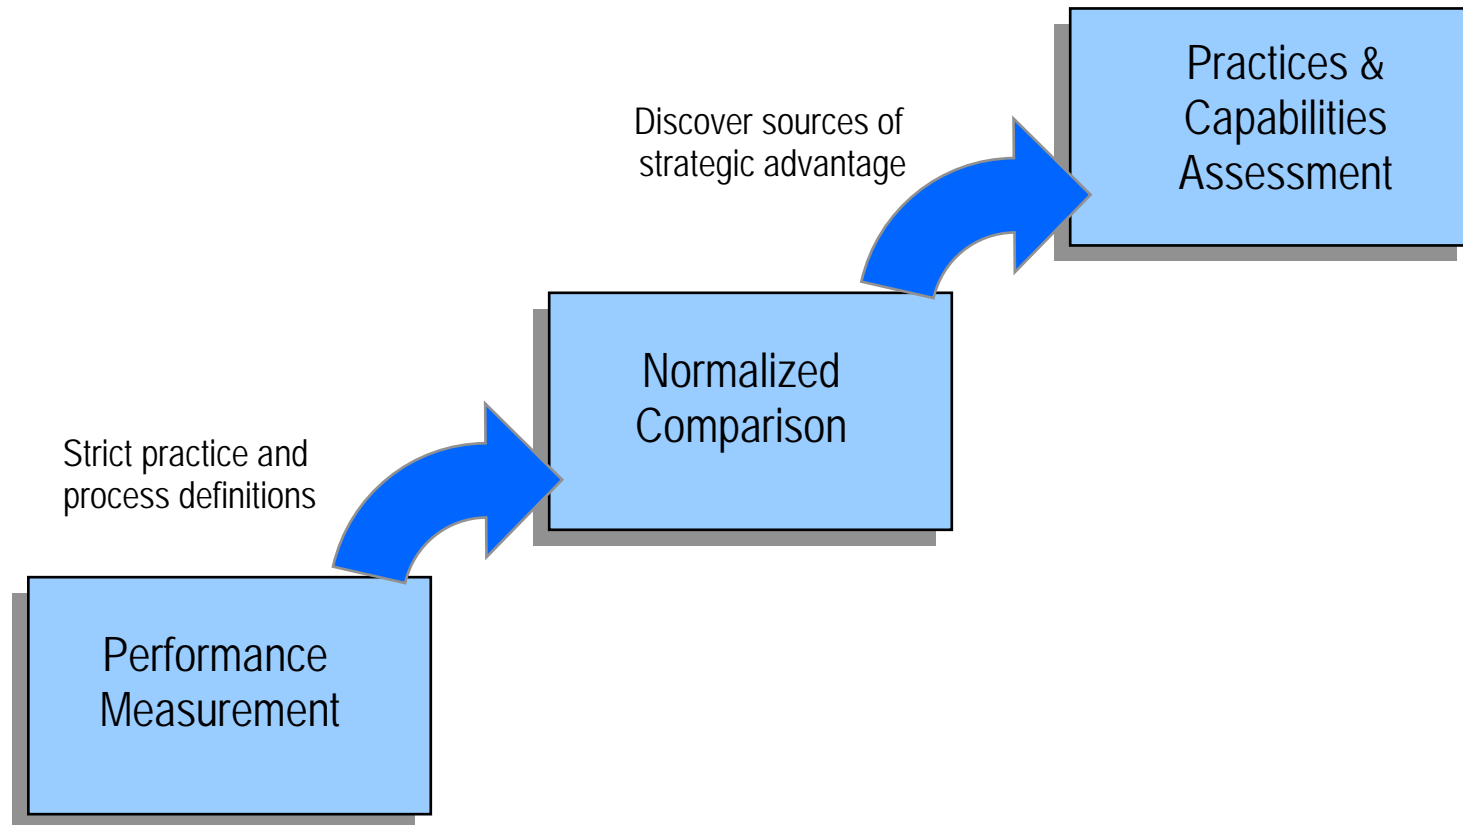 Practices &
Capabilities
Assessment
Discover sources of
strategic advantage
Normalized
Comparison
Strict practice and
process definitions
Performance
Measurement